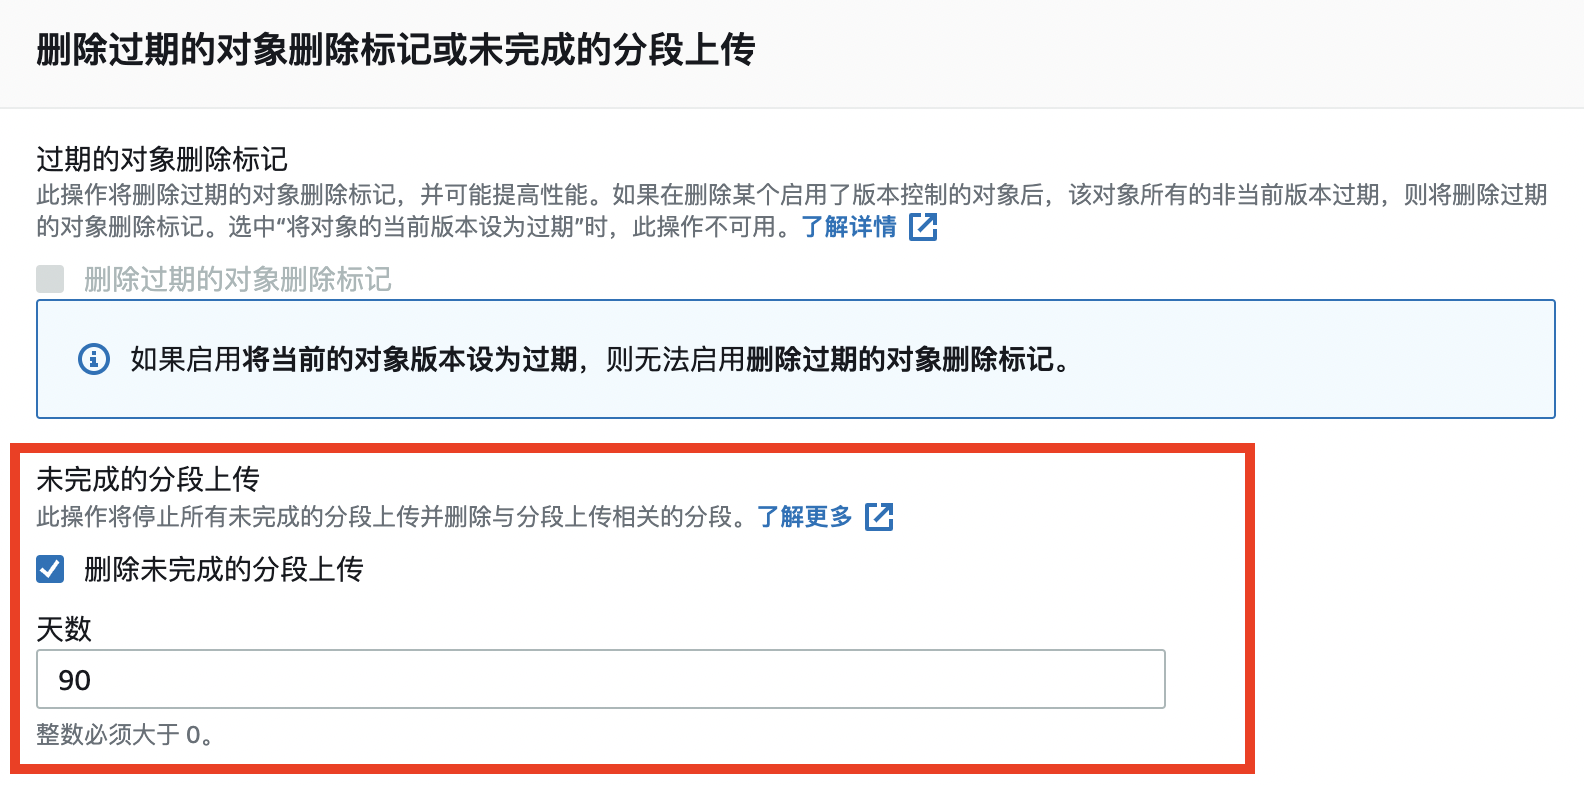 删除过期的对象删除标记或未完成的分段上传
过期的对象删除标记
此操作将删除过期的对象删除标记，并可能提高性能。如果在删除某个启用了版本控制的对象后，该对象所有的非当前版本过期，则将删除过期
的对象删除标记。选中“将对象的当前版本设为过期”时，此操作不可用。了解详情
删除过期的对象删除标记
如果启用将当前的对象版本设为过期，则无法启用删除过期的对象删除标记。
未完成的分段上传
此操作将停止所有未完成的分段上传并删除与分段上传相关的分段。了解更多
删除未完成的分段上传
天数
90
整数必须大于 0。